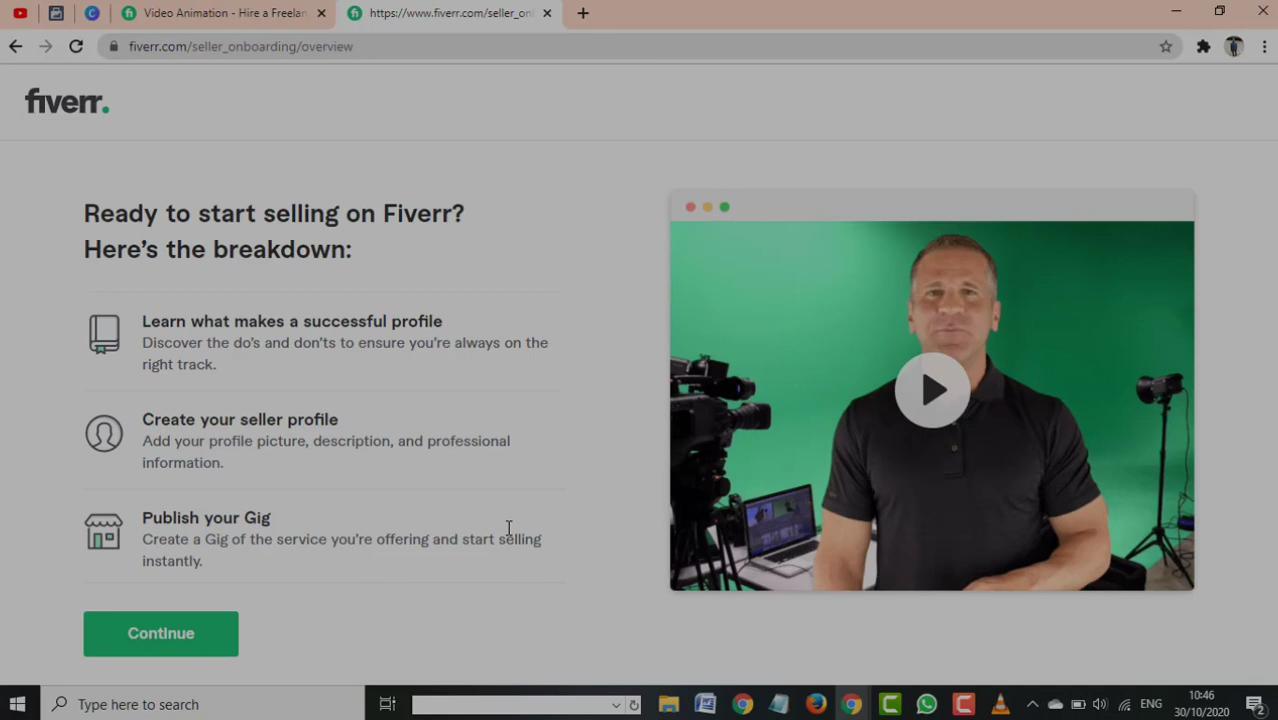 Video Animation - Hire a Freelan
https://www.fiverr.com/seller_on
fiverr.com/seller_onboarding/overview
fiverr.
Ready to start selling on Fiverr?
Here's the breakdown:
Learn what makes a successful profile
Discover the do's and don'ts to ensure you're always on the
right track.
Create your seller profile
Add your profile picture, description, and professional
information.
Publish your Gig
Create a Gig of the service you're offering and start selling
instantly.
Continue
Type here to search
ENG
10:46
30/10/2020
2